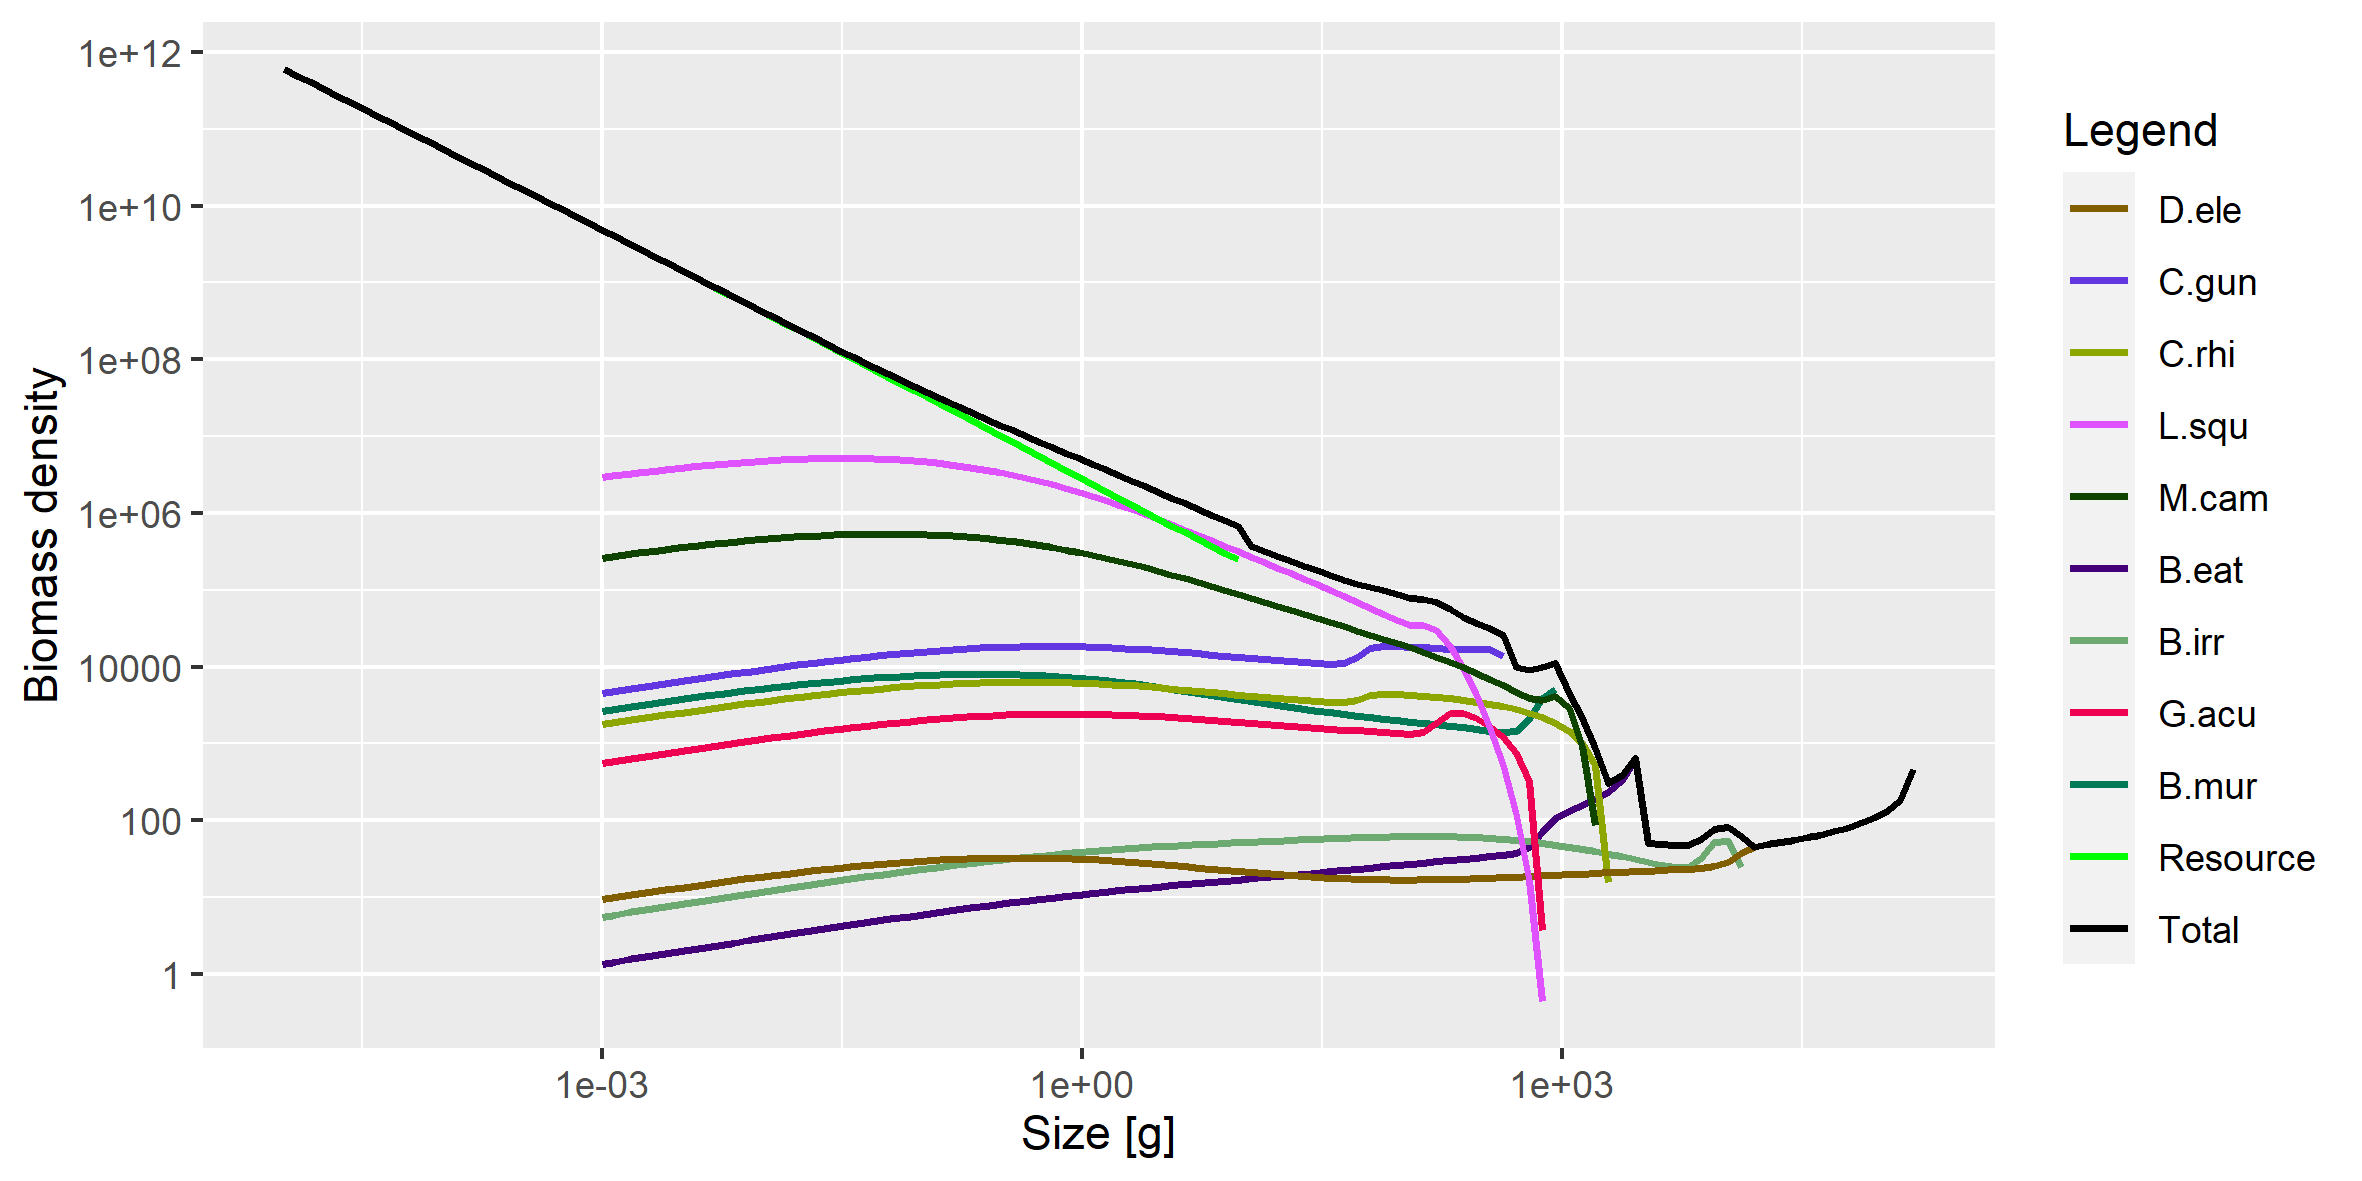 1e+12
1e+10
1e+08
1e+06
10000
100
1
Biomass density
1e-03
1e+00
1e+03
Size [g]
Legend
D.ele
C.gun
C.rhi
L.squ
M.cam
B.eat
B.irr
G.acu
B.mur
Resource
Total